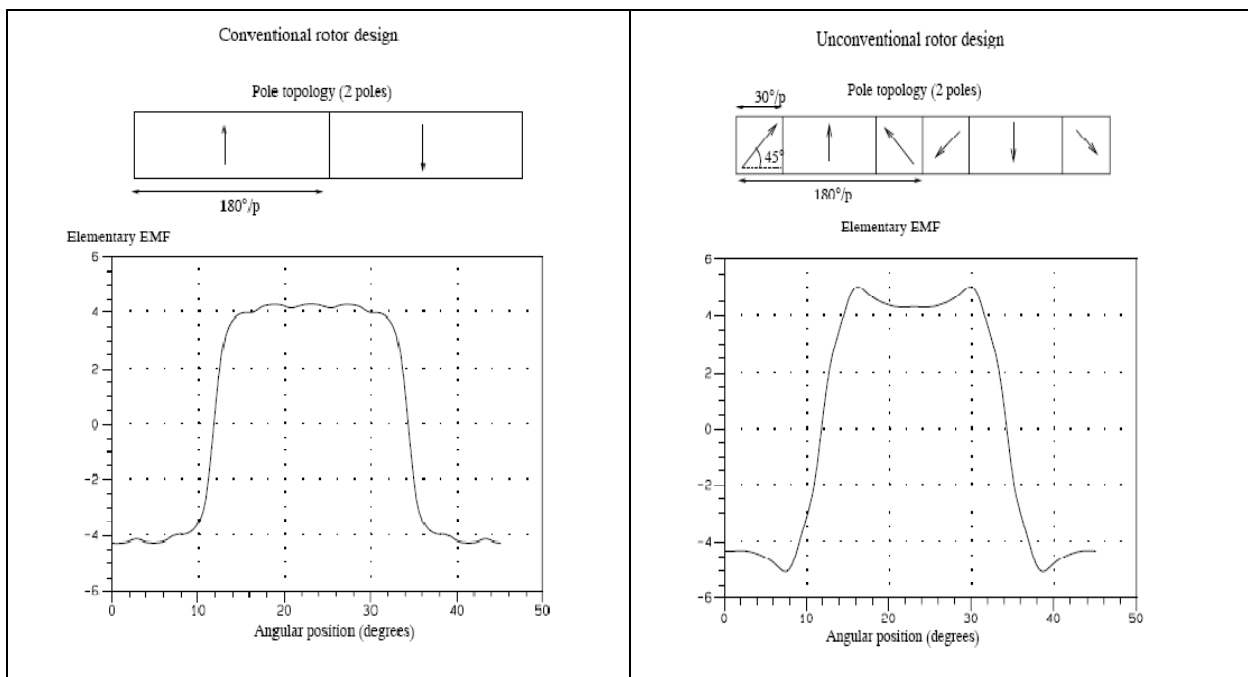 Conventional rotor design
Pole topology (2 poles)
180°/p
Elementary EMF
6
4
2
0
-2
-4
-6
0 10 20 30 40 50
Angular position (degrees)
Unconventional rotor design
30°/p
Pole topology (2 poles)
45°
180°/p
Elementary EMF
6
4
2
0
-2
-4
-6
0 10 20 30 40 50
Angular position (degrees)